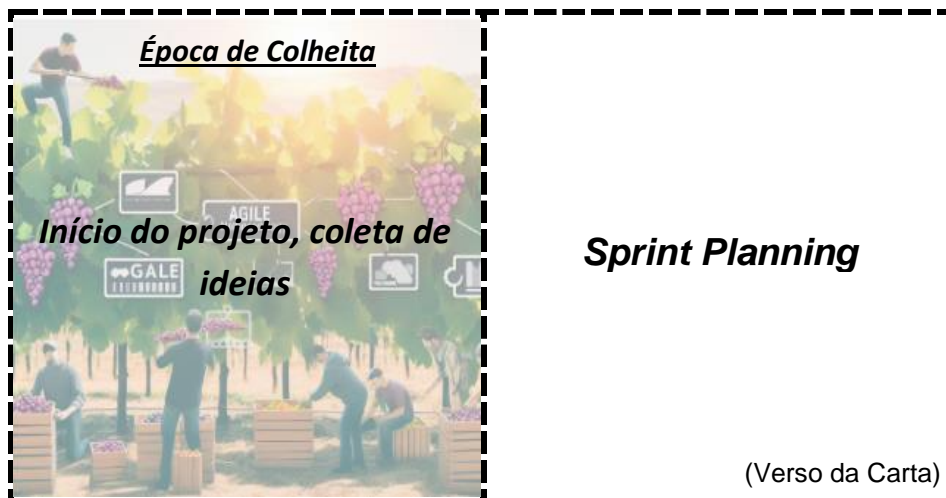 Época de Colheita
AGILE
Início do projeto, coleta de
ideias
GALE
Sprint Planning
(Verso da Carta)